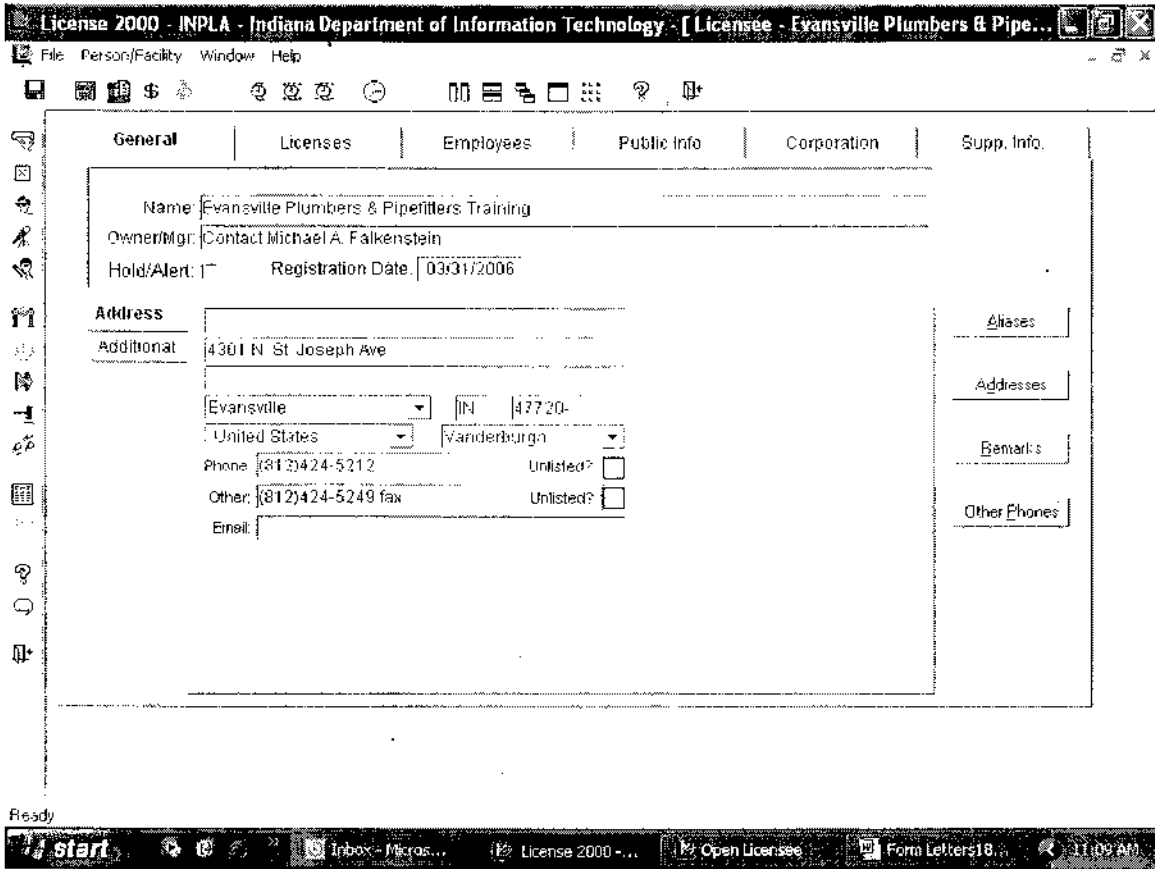 License 2000 - INPLA - Indiana Department of Information Technology - [ Licensee - Evansville Plumbers & Pipe...
File Person/Facility Window Help
General Licenses Employees Public Info Corporation Supp. Info.
Name: Evansville Plumbers & Pipefitters Training
Owner/Mgr: Contact Michael A. Falkenstein
Hold/Alert: Registration Date: 03/31/2006
Address
Aliases
Additional 4301 N St Joseph Ave
Addresses
Evansville IN 47720-
United States Vanderburgh
Remarks
Phone: (812)424-5212 Unlisted?
Other: (812)424-5249 fax Unlisted?
Other Phones
Email:
Ready
start Inbox - Micros... License 2000 -... Open Licensee Form Letters18... 11:09 AM